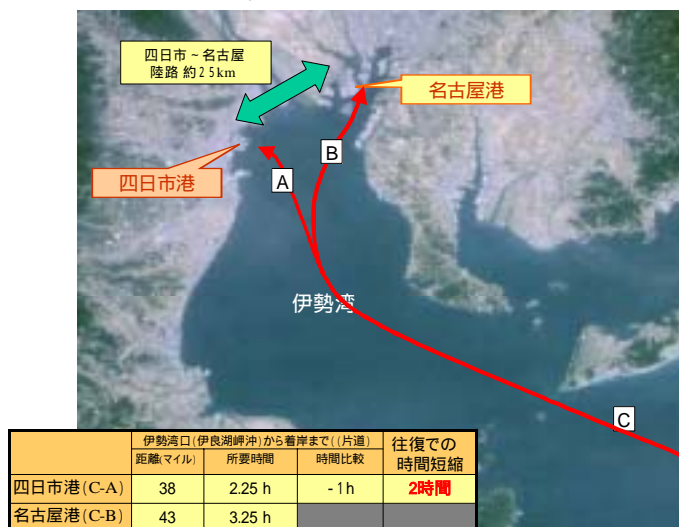 四日市～名古屋
陸路 約25km
名古屋港
B
A
四日市港
伊勢湾
C
伊勢湾口(伊良湖岬沖)から着岸まで((片道)
往復での
時間短縮
距離(マイル) 所要時間 時間比較
四日市港(C-A) 38 2.25 h -1h 2時間
名古屋港(C-B) 43 3.25 h